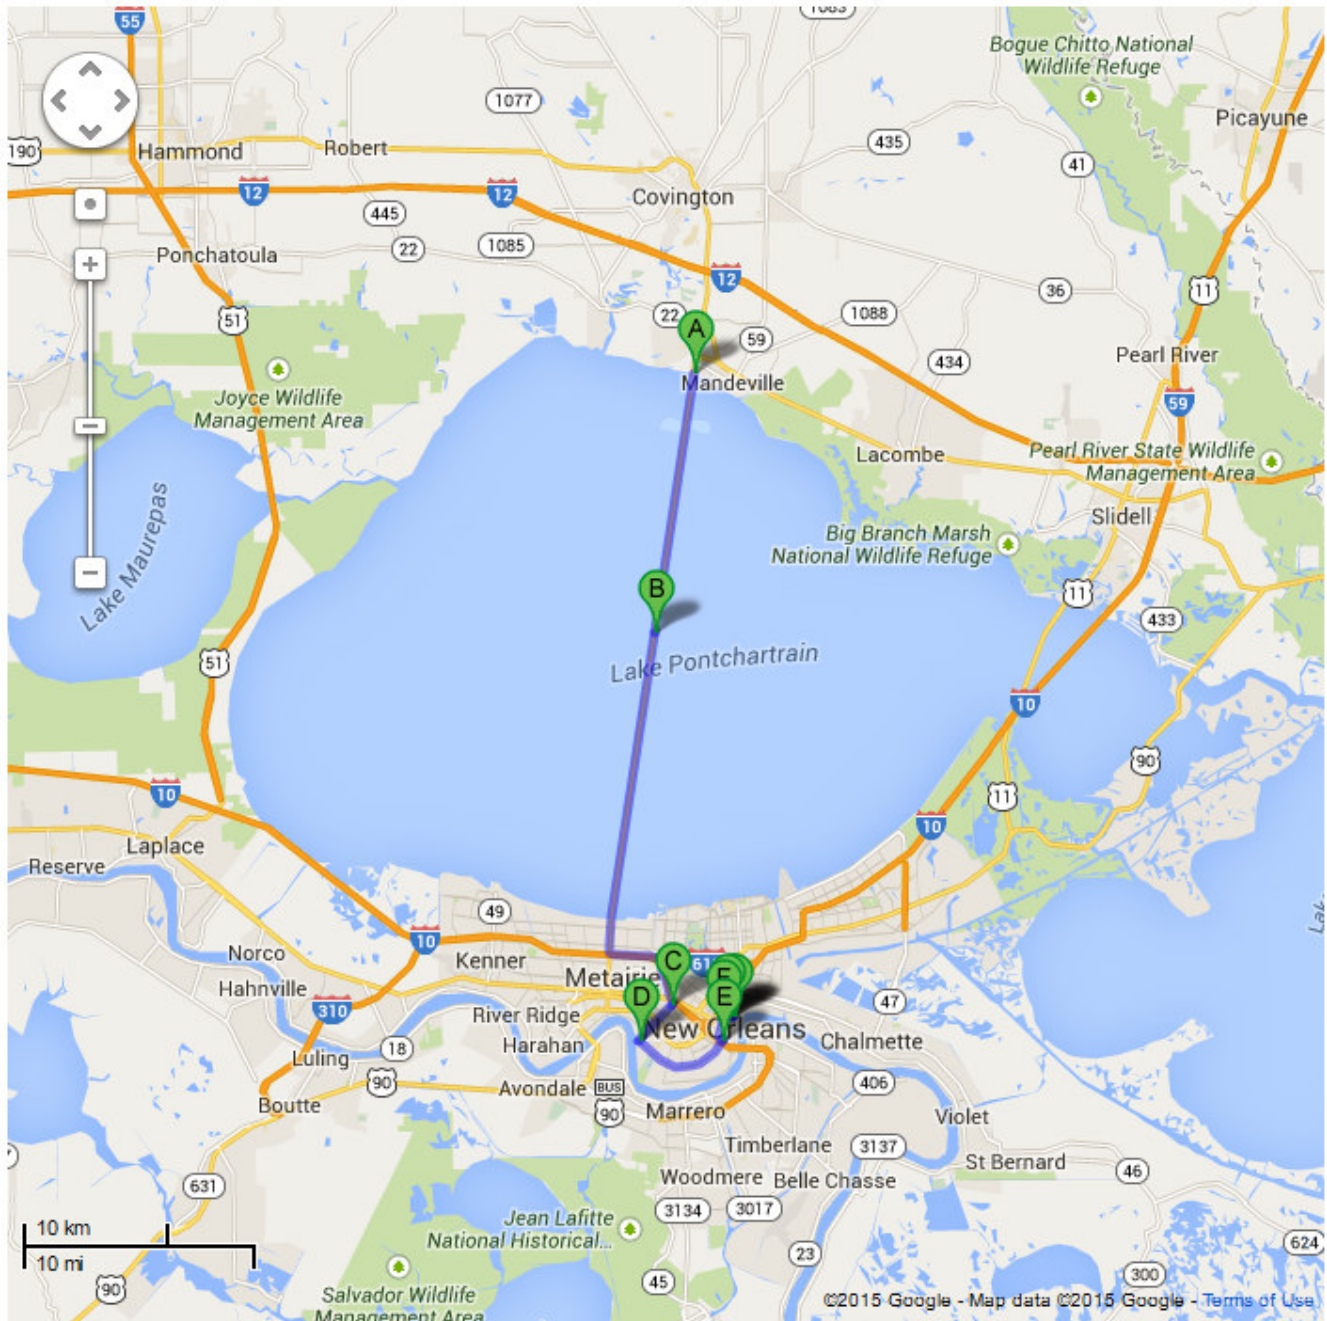 55
1083
Bogue Chitto National
Wildlife Refuge
1077
Picayune
190
Hammond
Robert
435
41
12
12
Covington
445
22
1085
Ponchatoula
12
36
11
51
22
A
59
1088
Pearl River
434
Joyce Wildlife
Management Area
Mandeville
59
Lacombe
Pearl River State Wildlife
Management Area
Slidell
Lake Maurepas
Big Branch Marsh
National Wildlife Refuge
B
11
433
51
Lake Pontchartrain
10
90
10
11
10
Laplace
Reserve
49
10
Norco
Kenner
C
61
Metairie
Hahnville
D
E
E
47
310
River Ridge
New Orleans
Harahan
Chalmette
18
Luling
90
Avondale
BUS
90
406
Boutte
Marrero
Violet
Timberlane
3137
St Bernard
46
631
Woodmere
Belle Chasse
3134
3017
10 km
10 mi
Jean Lafitte
National Historical...
624
23
90
45
300
Salvador Wildlife
Management Area
©2015 Google - Map data ©2015 Google - Terms of Use